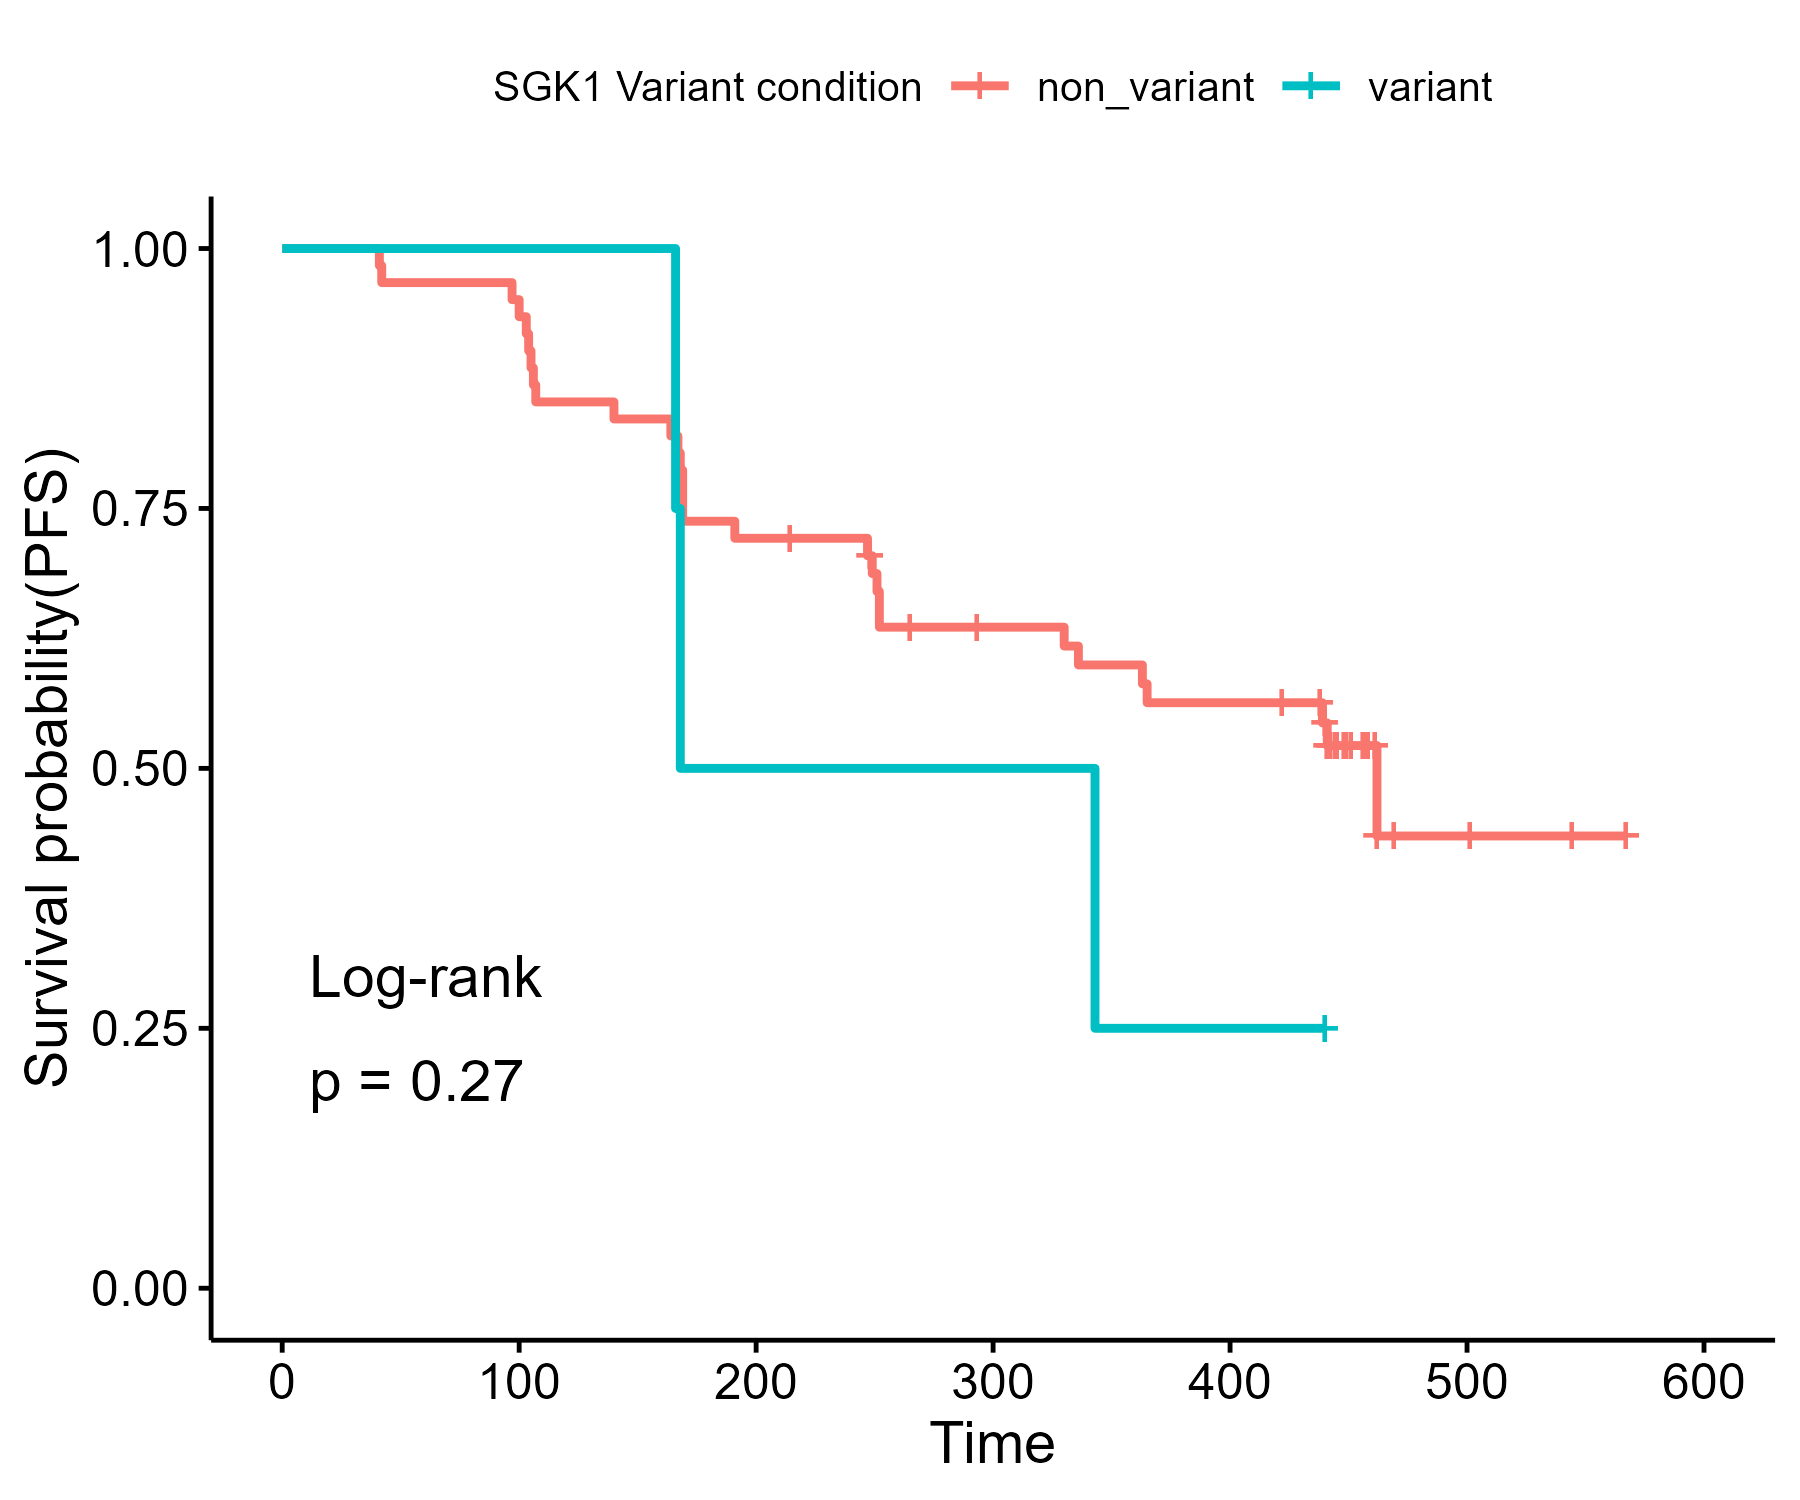 SGK1 Variant condition non_variant variant
Survival probability(PFS)
1.00
0.75
0.50
0.25
0.00
Log-rank
p = 0.27
0 100 200 300 400 500 600
Time